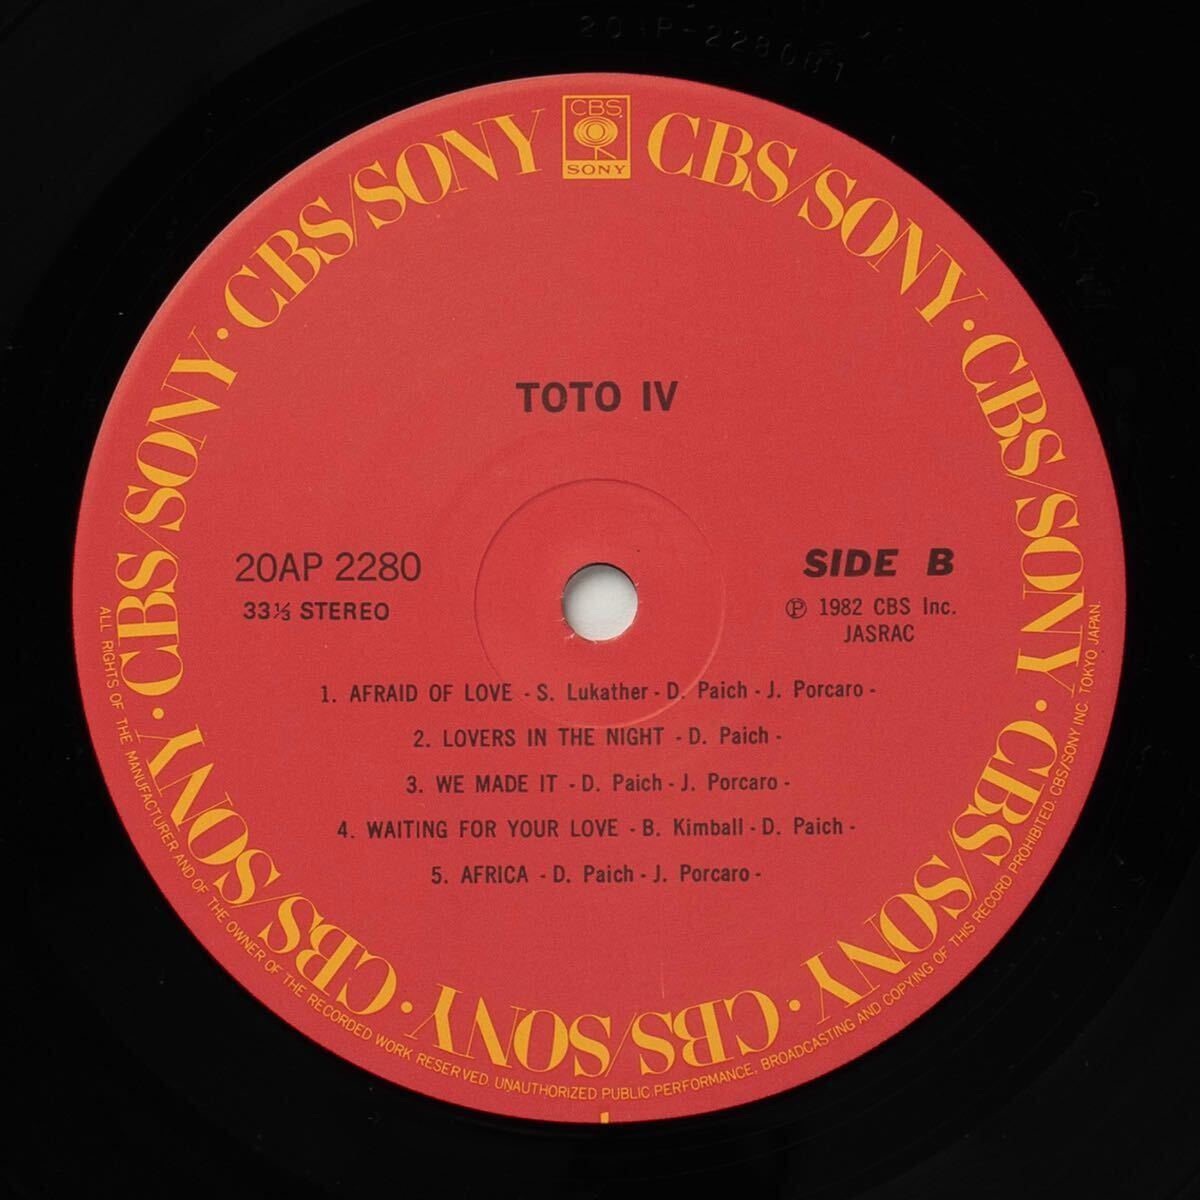 20AP-2280B1
CBS
SONY
CBS/SONY · CBS/SONY · CBS/SONY · CBS/SONY · CBS/SONY · CBS/SONY · CBS/SONY · CBS/SONY
TOTO IV
20AP 2280
33⅓ STEREO
SIDE B
Ⓟ 1982 CBS Inc.
JASRAC
1. AFRAID OF LOVE - S. Lukather - D. Paich - J. Porcaro -
2. LOVERS IN THE NIGHT - D. Paich -
3. WE MADE IT - D. Paich - J. Porcaro -
4. WAITING FOR YOUR LOVE - B. Kimball - D. Paich -
5. AFRICA - D. Paich - J. Porcaro -
ALL RIGHTS OF THE MANUFACTURER AND OF THE OWNER OF THE RECORDED WORK RESERVED. UNAUTHORIZED PUBLIC PERFORMANCE, BROADCASTING AND COPYING OF THIS RECORD PROHIBITED. CBS/SONY INC. TOKYO JAPAN.